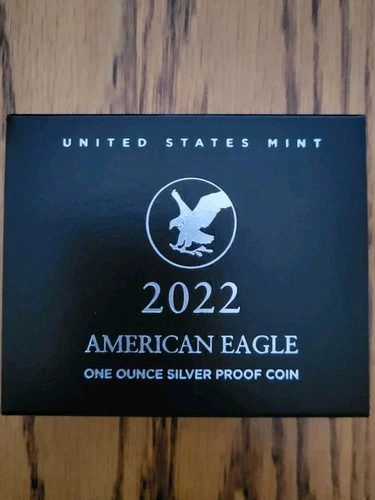 UNITED STATES MINT
2022
AMERICAN EAGLE
ONE OUNCE SILVER PROOF COIN